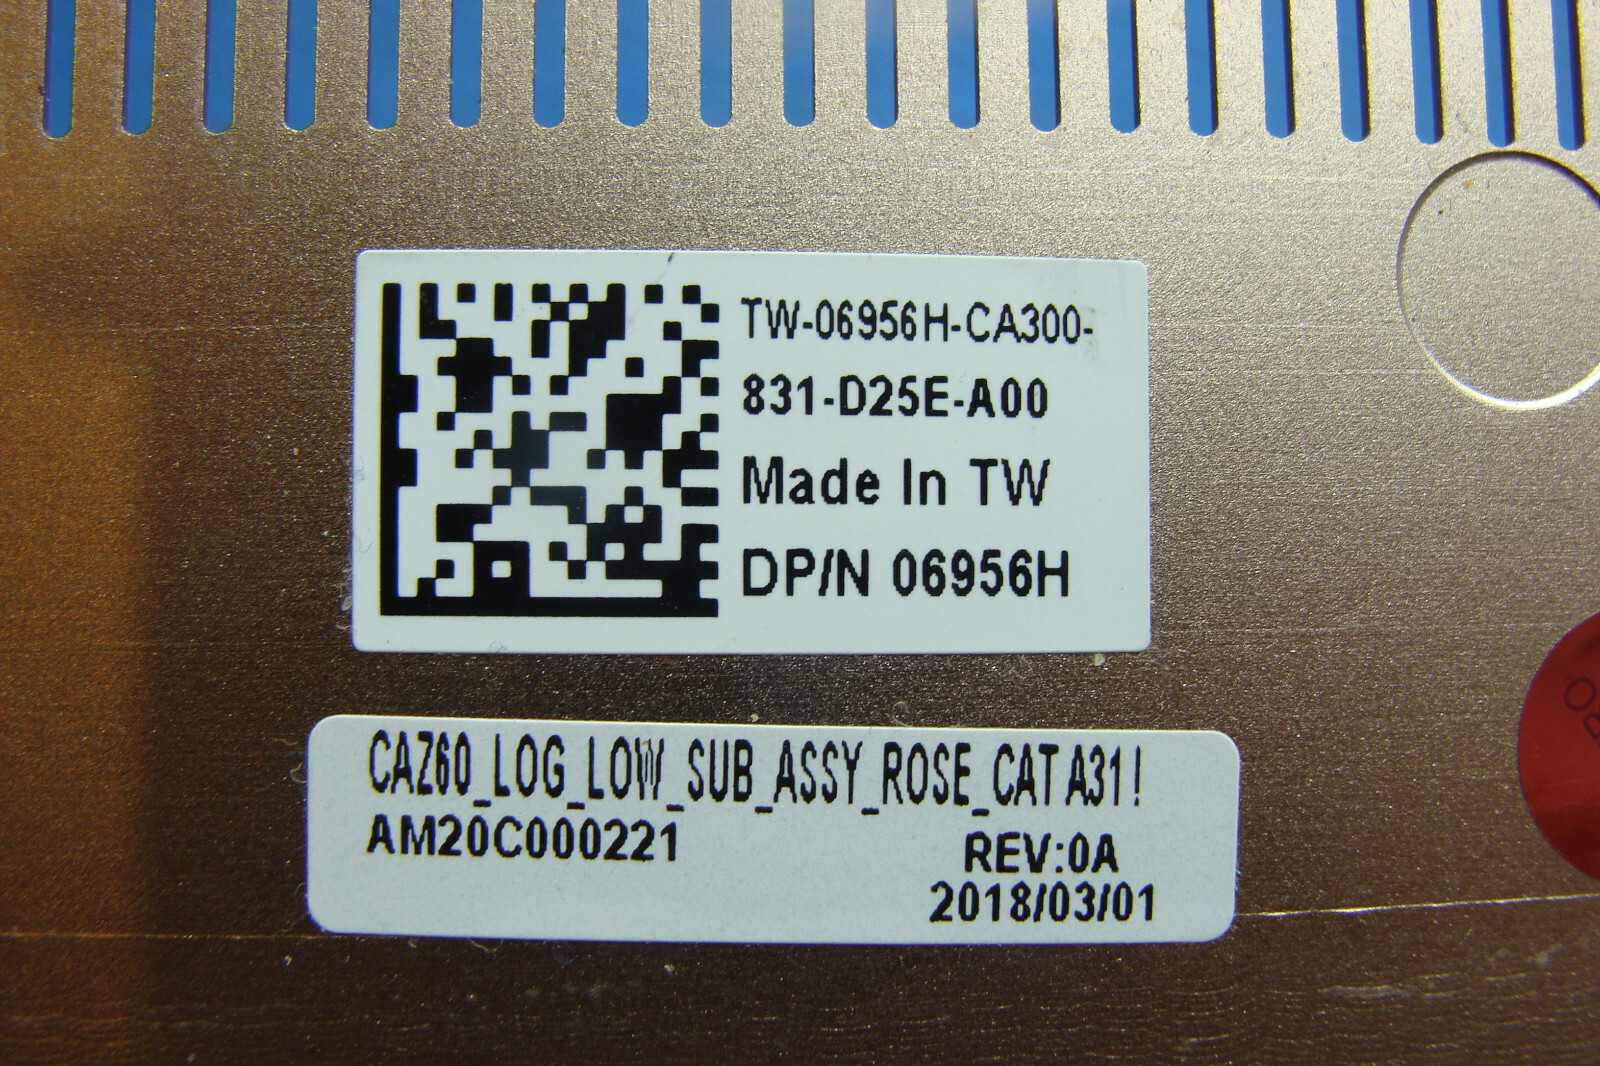 TW-06956H-CA300-
831-D25E-A00
Made In TW
DP/N 06956H
CAZ60_LOG_LOW_SUB_ASSY_ROSE_CAT A31!
AM20C000221
REV:0A
2018/03/01